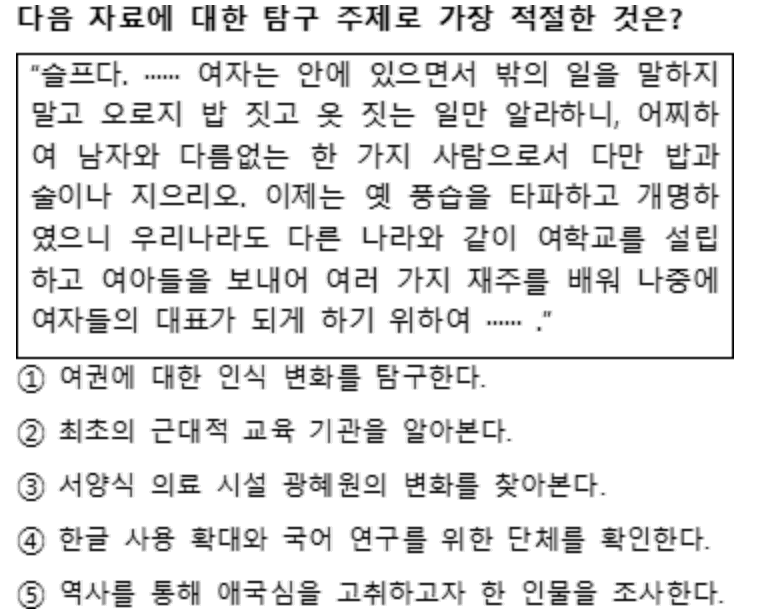 다음 자료에 대한 탐구 주제로 가장 적절한 것은?
“슬프다. …… 여자는 안에 있으면서 밖의 일을 말하지
말고 오로지 밥 짓고 옷 짓는 일만 알라하니, 어찌하
여 남자와 다름없는 한 가지 사람으로서 다만 밥과
술이나 지으리오. 이제는 옛 풍습을 타파하고 개명하
였으니 우리나라도 다른 나라와 같이 여학교를 설립
하고 여아들을 보내어 여러 가지 재주를 배워 나중에
여자들의 대표가 되게 하기 위하여 …… .”
① 여권에 대한 인식 변화를 탐구한다.
② 최초의 근대적 교육 기관을 알아본다.
③ 서양식 의료 시설 광혜원의 변화를 찾아본다.
④ 한글 사용 확대와 국어 연구를 위한 단체를 확인한다.
⑤ 역사를 통해 애국심을 고취하고자 한 인물을 조사한다.